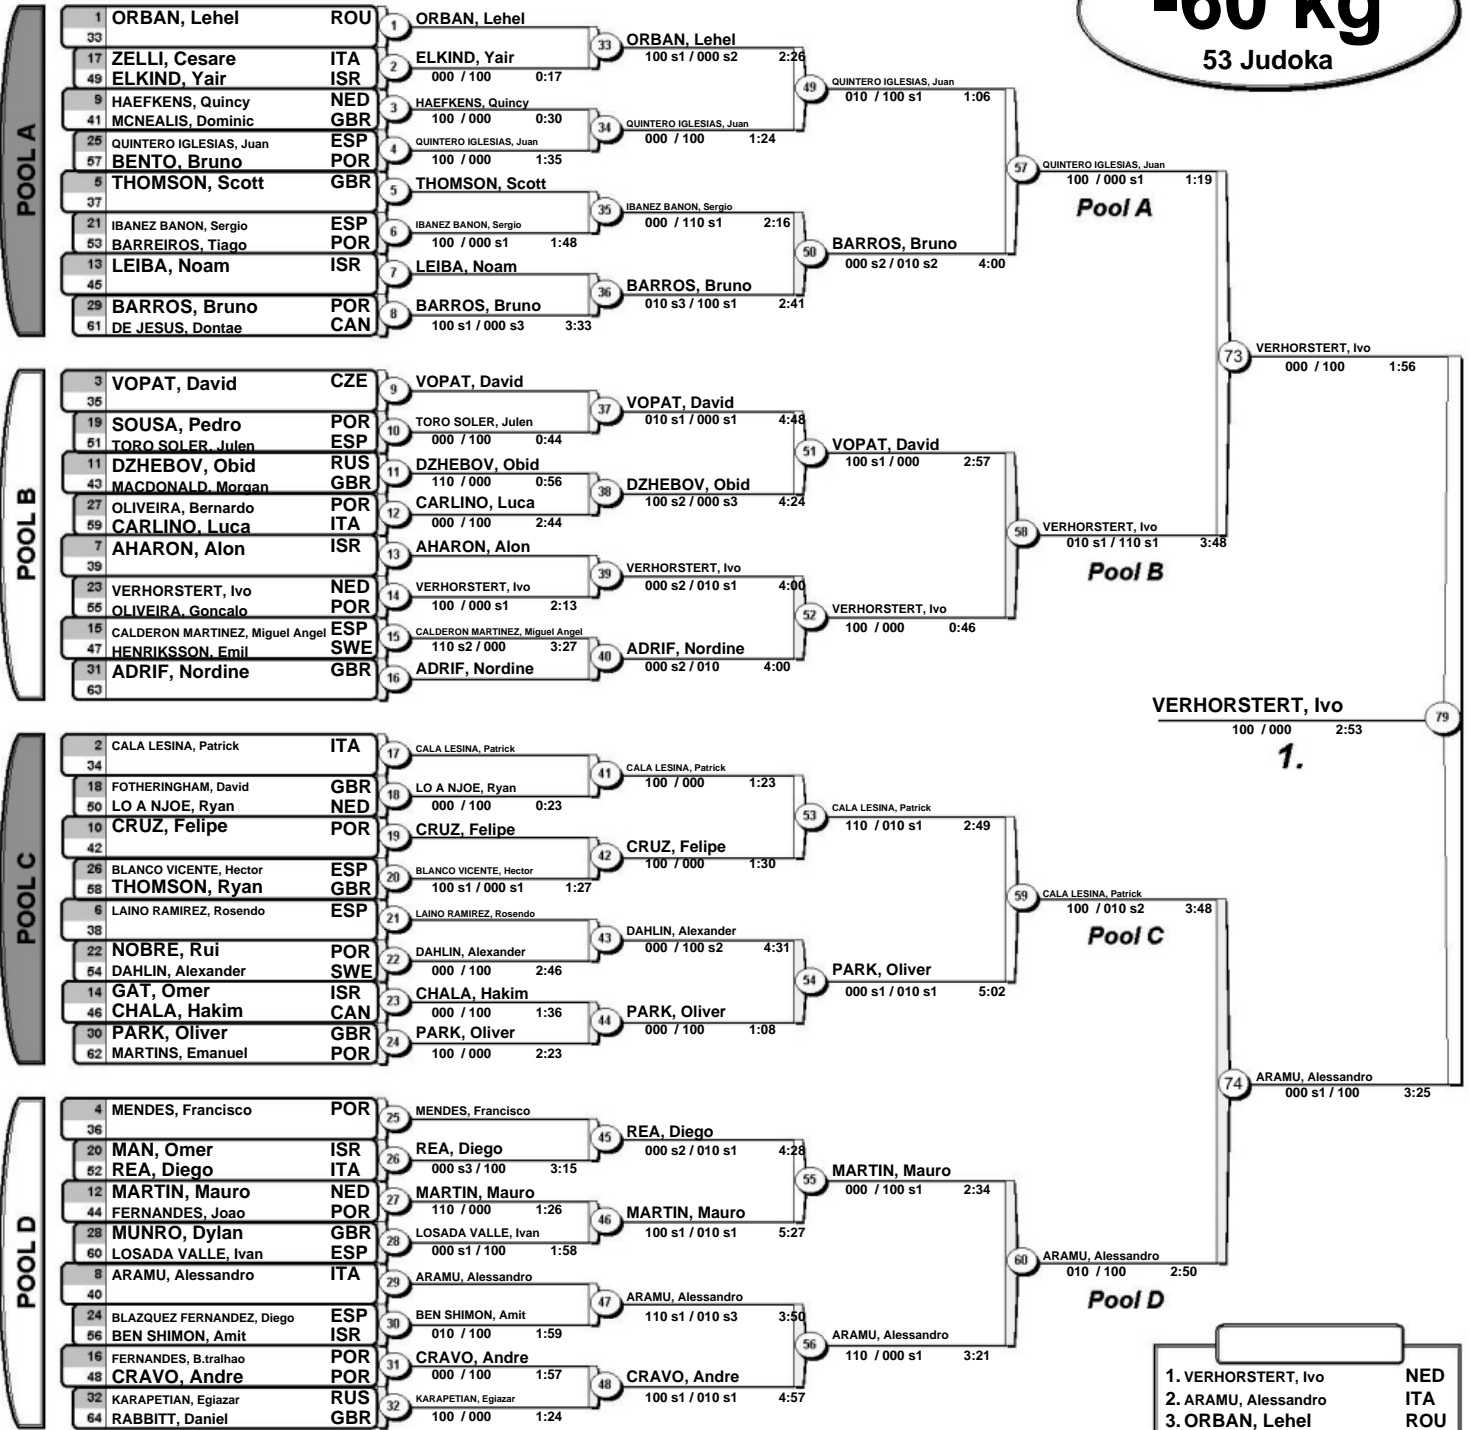 -60 kg
53 Judoka
POOL A
1 ORBAN, Lehel ROU
33
17 ZELLI, Cesare ITA
49 ELKIND, Yair ISR
9 HAEFKENS, Quincy NED
41 MCNEALIS, Dominic GBR
25 QUINTERO IGLESIAS, Juan ESP
57 BENTO, Bruno POR
5 THOMSON, Scott GBR
37
21 IBANEZ BANON, Sergio ESP
53 BARREIROS, Tiago POR
13 LEIBA, Noam ISR
45
29 BARROS, Bruno POR
61 DE JESUS, Dontae CAN
1 ORBAN, Lehel
2 ELKIND, Yair
000 / 100 0:17
3 HAEFKENS, Quincy
100 / 000 0:30
4 QUINTERO IGLESIAS, Juan
100 / 000 1:35
5 THOMSON, Scott
6 IBANEZ BANON, Sergio
100 / 000 s1 1:48
7 LEIBA, Noam
8 BARROS, Bruno
100 s1 / 000 s3 3:33
33 ORBAN, Lehel
100 s1 / 000 s2 2:26
34 QUINTERO IGLESIAS, Juan
000 / 100 1:24
35 IBANEZ BANON, Sergio
000 / 110 s1 2:16
36 BARROS, Bruno
010 s3 / 100 s1 2:41
49 QUINTERO IGLESIAS, Juan
010 / 100 s1 1:06
50 BARROS, Bruno
000 s2 / 010 s2 4:00
57 QUINTERO IGLESIAS, Juan
100 / 000 s1 1:19
Pool A
POOL B
3 VOPAT, David CZE
35
19 SOUSA, Pedro POR
51 TORO SOLER, Julen ESP
11 DZHEBOV, Obid RUS
43 MACDONALD, Morgan GBR
27 OLIVEIRA, Bernardo POR
59 CARLINO, Luca ITA
7 AHARON, Alon ISR
39
23 VERHORSTERT, Ivo NED
55 OLIVEIRA, Goncalo POR
15 CALDERON MARTINEZ, Miguel Angel ESP
47 HENRIKSSON, Emil SWE
31 ADRIF, Nordine GBR
63
9 VOPAT, David
10 TORO SOLER, Julen
000 / 100 0:44
11 DZHEBOV, Obid
110 / 000 0:56
12 CARLINO, Luca
000 / 100 2:44
13 AHARON, Alon
14 VERHORSTERT, Ivo
100 / 000 s1 2:13
15 CALDERON MARTINEZ, Miguel Angel
110 s2 / 000 3:27
16 ADRIF, Nordine
37 VOPAT, David
010 s1 / 000 s1 4:48
38 DZHEBOV, Obid
100 s2 / 000 s3 4:24
39 VERHORSTERT, Ivo
000 s2 / 010 s1 4:00
40 ADRIF, Nordine
000 s2 / 010 4:00
51 VOPAT, David
100 s1 / 000 2:57
52 VERHORSTERT, Ivo
100 / 000 0:46
58 VERHORSTERT, Ivo
010 s1 / 110 s1 3:48
Pool B
73 VERHORSTERT, Ivo
000 / 100 1:56
VERHORSTERT, Ivo 79
100 / 000 2:53
1.
POOL C
2 CALA LESINA, Patrick ITA
34
18 FOTHERINGHAM, David GBR
50 LO A NJOE, Ryan NED
10 CRUZ, Felipe POR
42
26 BLANCO VICENTE, Hector ESP
58 THOMSON, Ryan GBR
6 LAINO RAMIREZ, Rosendo ESP
38
22 NOBRE, Rui POR
54 DAHLIN, Alexander SWE
14 GAT, Omer ISR
46 CHALA, Hakim CAN
30 PARK, Oliver GBR
62 MARTINS, Emanuel POR
17 CALA LESINA, Patrick
18 LO A NJOE, Ryan
000 / 100 0:23
19 CRUZ, Felipe
20 BLANCO VICENTE, Hector
100 s1 / 000 s1 1:27
21 LAINO RAMIREZ, Rosendo
22 DAHLIN, Alexander
000 / 100 2:46
23 CHALA, Hakim
000 / 100 1:36
24 PARK, Oliver
100 / 000 2:23
41 CALA LESINA, Patrick
100 / 000 1:23
42 CRUZ, Felipe
100 / 000 1:30
43 DAHLIN, Alexander
000 / 100 s2 4:31
44 PARK, Oliver
000 / 100 1:08
53 CALA LESINA, Patrick
110 / 010 s1 2:49
54 PARK, Oliver
000 s1 / 010 s1 5:02
59 CALA LESINA, Patrick
100 / 010 s2 3:48
Pool C
POOL D
4 MENDES, Francisco POR
36
20 MAN, Omer ISR
52 REA, Diego ITA
12 MARTIN, Mauro NED
44 FERNANDES, Joao POR
28 MUNRO, Dylan GBR
60 LOSADA VALLE, Ivan ESP
8 ARAMU, Alessandro ITA
40
24 BLAZQUEZ FERNANDEZ, Diego ESP
56 BEN SHIMON, Amit ISR
16 FERNANDES, B.tralhao POR
48 CRAVO, Andre POR
32 KARAPETIAN, Egiazar RUS
64 RABBITT, Daniel GBR
25 MENDES, Francisco
26 REA, Diego
000 s3 / 100 3:15
27 MARTIN, Mauro
110 / 000 1:26
28 LOSADA VALLE, Ivan
000 s1 / 100 1:58
29 ARAMU, Alessandro
30 BEN SHIMON, Amit
010 / 100 1:59
31 CRAVO, Andre
000 / 100 1:57
32 KARAPETIAN, Egiazar
100 / 000 1:24
45 REA, Diego
000 s2 / 010 s1 4:28
46 MARTIN, Mauro
100 s1 / 010 s1 5:27
47 ARAMU, Alessandro
110 s1 / 010 s3 3:50
48 CRAVO, Andre
100 s1 / 010 s1 4:57
55 MARTIN, Mauro
000 / 100 s1 2:34
56 ARAMU, Alessandro
110 / 000 s1 3:21
60 ARAMU, Alessandro
010 / 100 2:50
Pool D
74 ARAMU, Alessandro
000 s1 / 100 3:25
1. VERHORSTERT, Ivo NED
2. ARAMU, Alessandro ITA
3. ORBAN, Lehel ROU